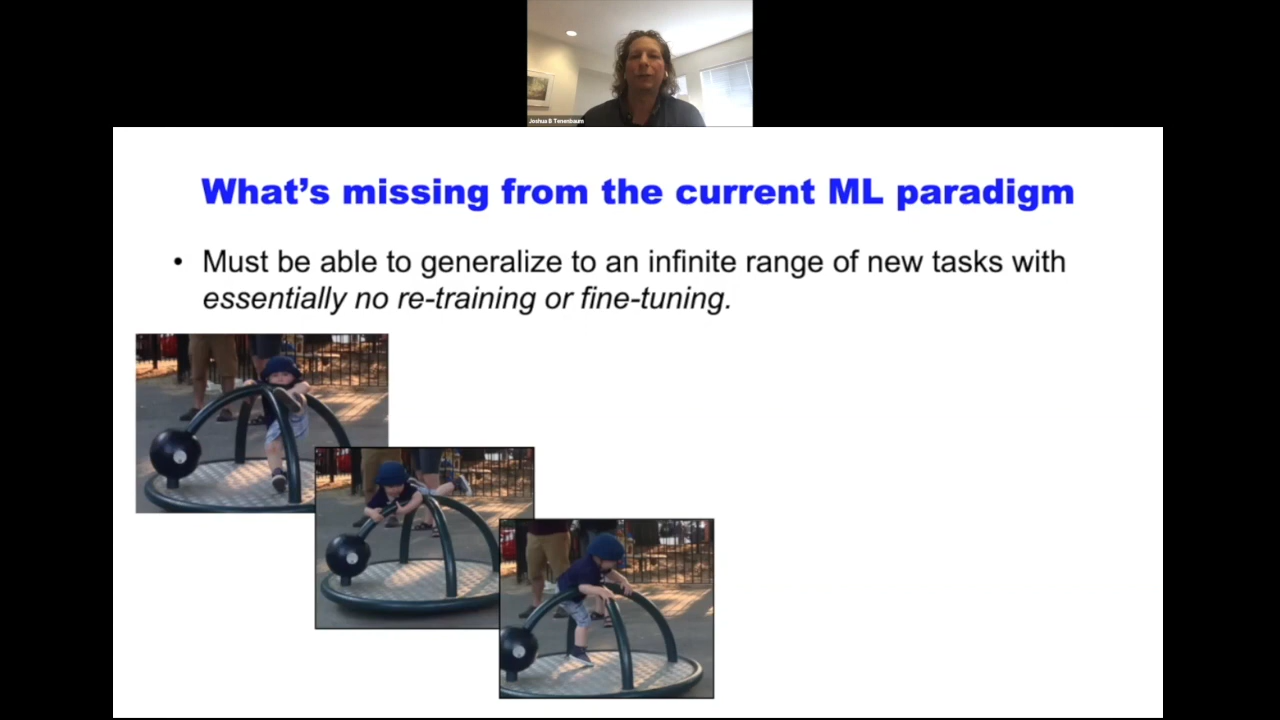 Joshua B Tenenbaum
What's missing from the current ML paradigm
• Must be able to generalize to an infinite range of new tasks with
essentially no re-training or fine-tuning.